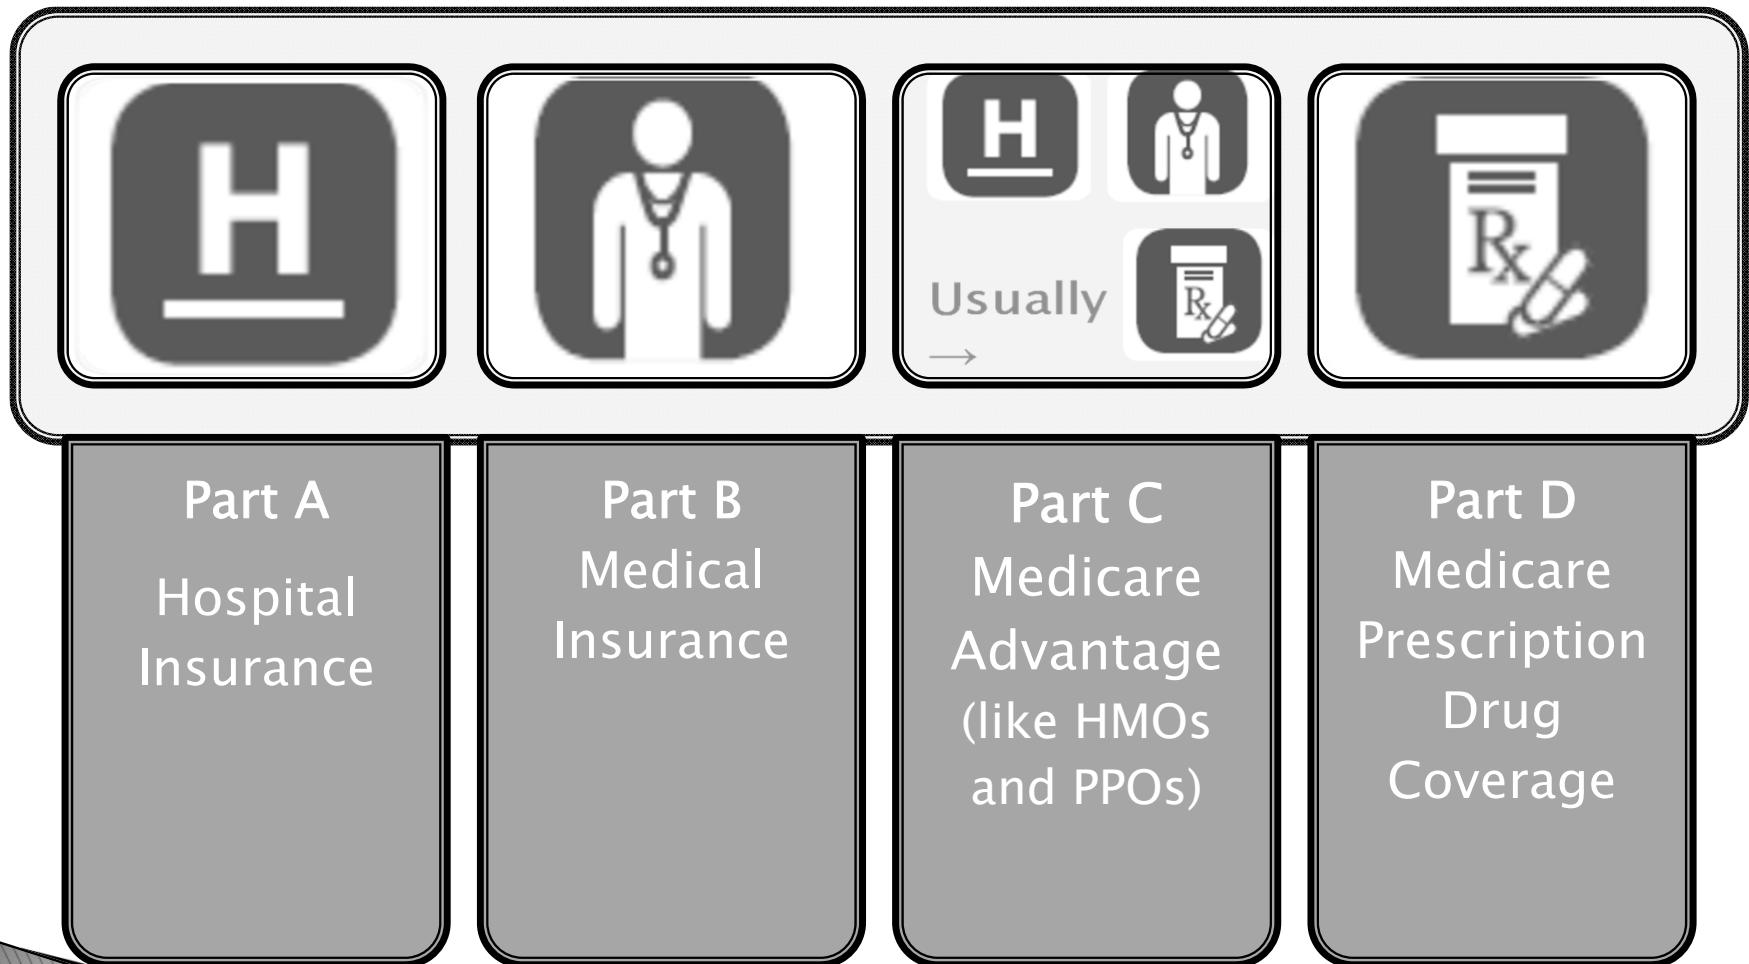 H
H
Usually
→
Rx
Rx
Part A
Hospital
Insurance
Part B
Medical
Insurance
Part C
Medicare
Advantage
(like HMOs
and PPOs)
Part D
Medicare
Prescription
Drug
Coverage